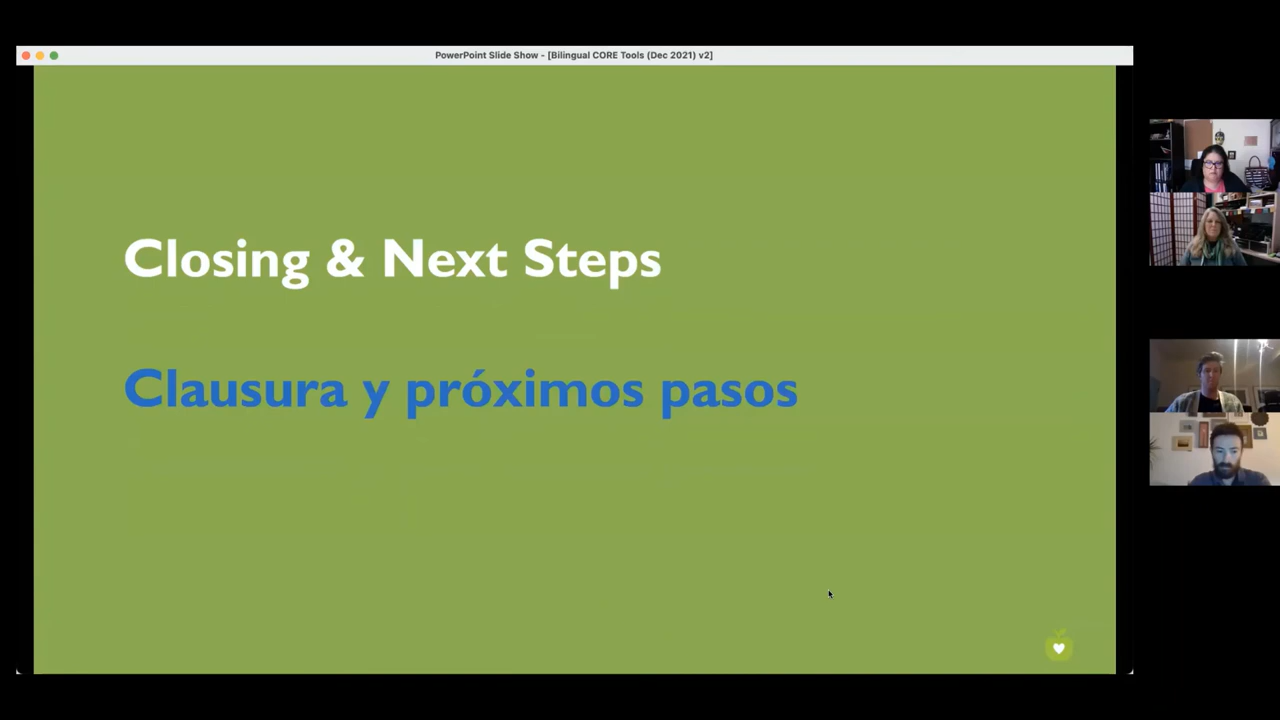 PowerPoint Slide Show - [Bilingual CORE Tools (Dec 2021) v2]
Closing & Next Steps
Clausura y próximos pasos